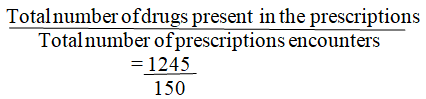 Total number of drugs present in the prescriptions
Total number of prescriptions encounters
= 1245
150